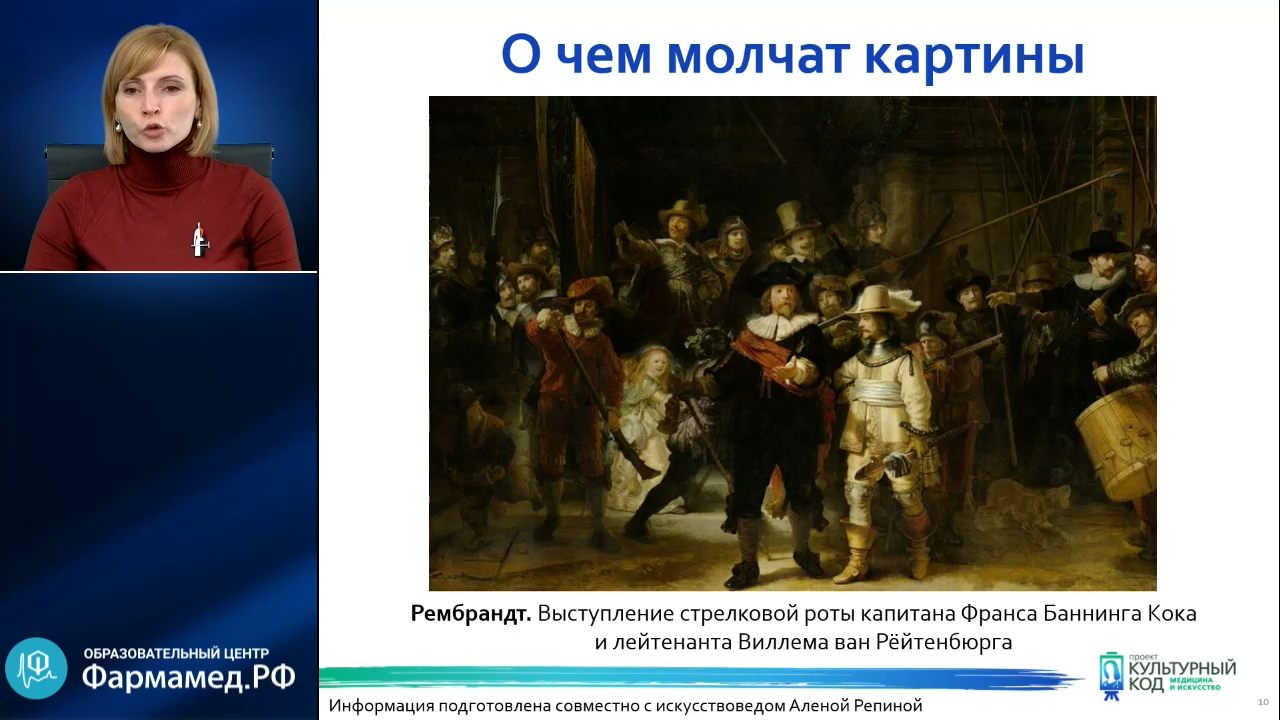 О чем молчат картины
Рембрандт. Выступление стрелковой роты капитана Франса Баннинга Кока
и лейтенанта Виллема ван Рёйтенбюрга
ОБРАЗОВАТЕЛЬНЫЙ ЦЕНТР
Фармамед.РФ
проект
КУЛЬТУРНЫЙ
КОД
МЕДИЦИНА
И ИСКУССТВО
Информация подготовлена совместно с искусствоведом Аленой Репиной
10